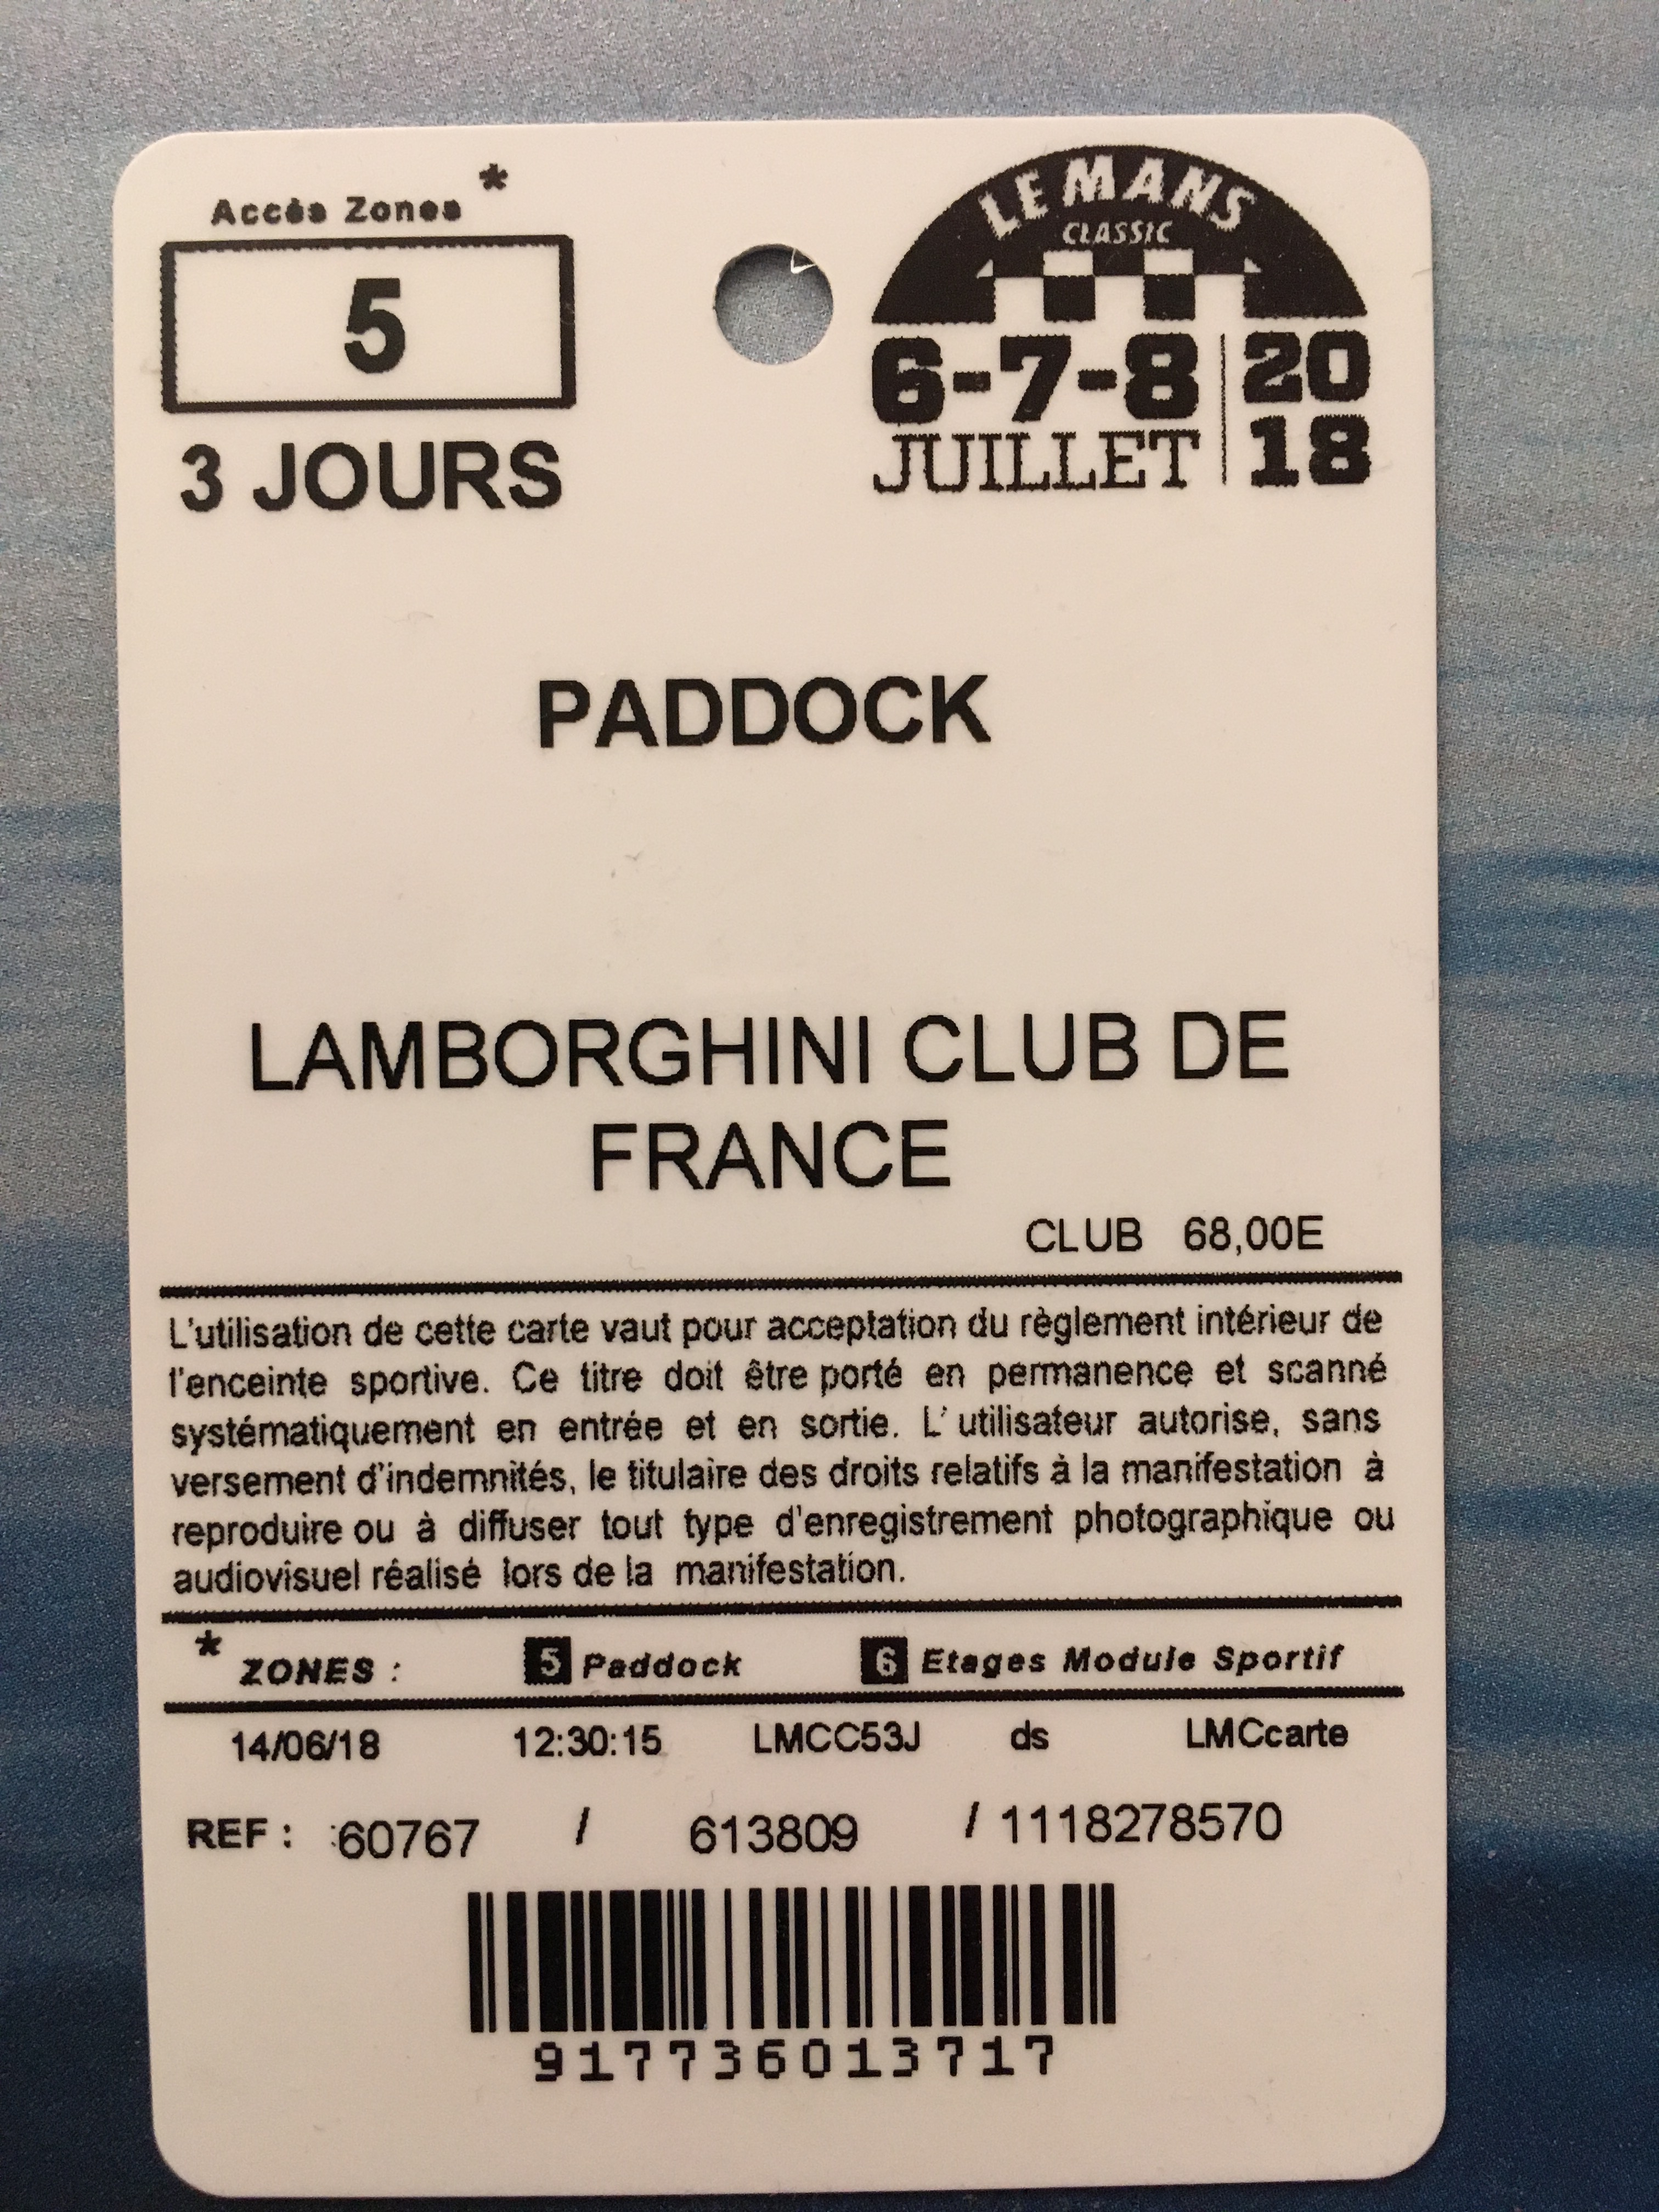 Accès Zones *
5
3 JOURS
LE MANS
CLASSIC
6-7-8
JUILLET
20
18
PADDOCK
LAMBORGHINI CLUB DE
FRANCE
CLUB 68,00E
L'utilisation de cette carte vaut pour acceptation du règlement intérieur de
l'enceinte sportive. Ce titre doit être porté en permanence et scanné
systématiquement en entrée et en sortie. L' utilisateur autorise, sans
versement d'indemnités, le titulaire des droits relatifs à la manifestation à
reproduire ou à diffuser tout type d'enregistrement photographique ou
audiovisuel réalisé lors de la manifestation.
* ZONES : 5 Paddock 6 Etages Module Sportif
14/06/18 12:30:15 LMCC53J ds LMCcarte
REF : :60767 / 613809 / 1118278570
917736013717